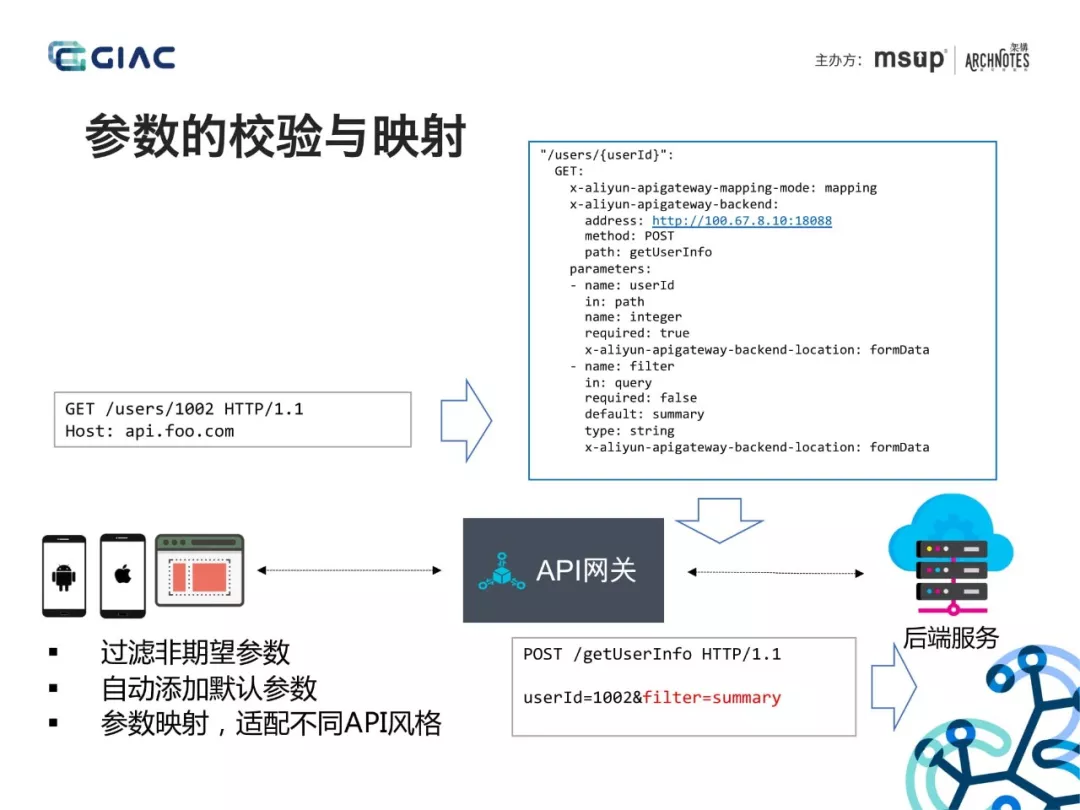 GIAC
主办方: msup 架構 ARCHNOTES
参数的校验与映射
"/users/{userId}":
  GET:
    x-aliyun-apigateway-mapping-mode: mapping
    x-aliyun-apigateway-backend:
      address: http://100.67.8.10:18088
      method: POST
      path: getUserInfo
    parameters:
    - name: userId
      in: path
      name: integer
      required: true
      x-aliyun-apigateway-backend-location: formData
    - name: filter
      in: query
      required: false
      default: summary
      type: string
      x-aliyun-apigateway-backend-location: formData
GET /users/1002 HTTP/1.1
Host: api.foo.com
API网关
后端服务
▪ 过滤非期望参数
▪ 自动添加默认参数
▪ 参数映射，适配不同API风格
POST /getUserInfo HTTP/1.1
userId=1002&filter=summary